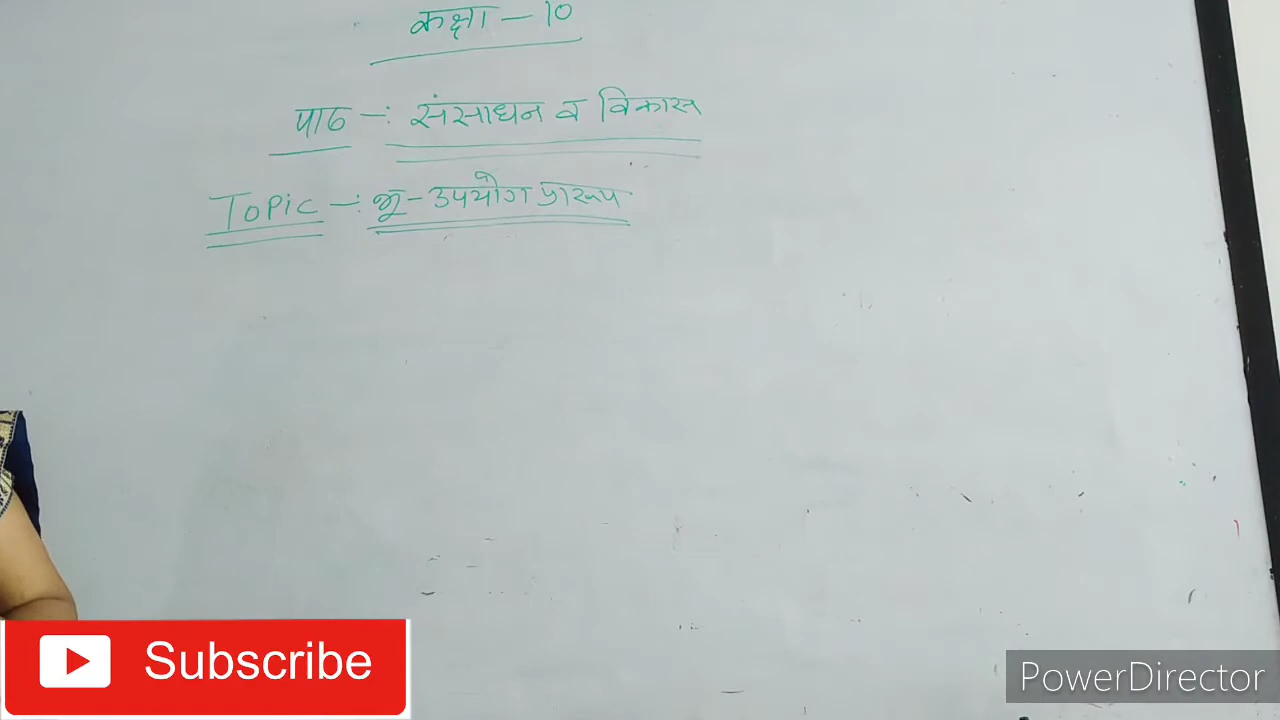 कक्षा - 10
पाठ -: संसाधन व विकास
Topic -: भू-उपयोग प्रारूप
Subscribe
PowerDirector